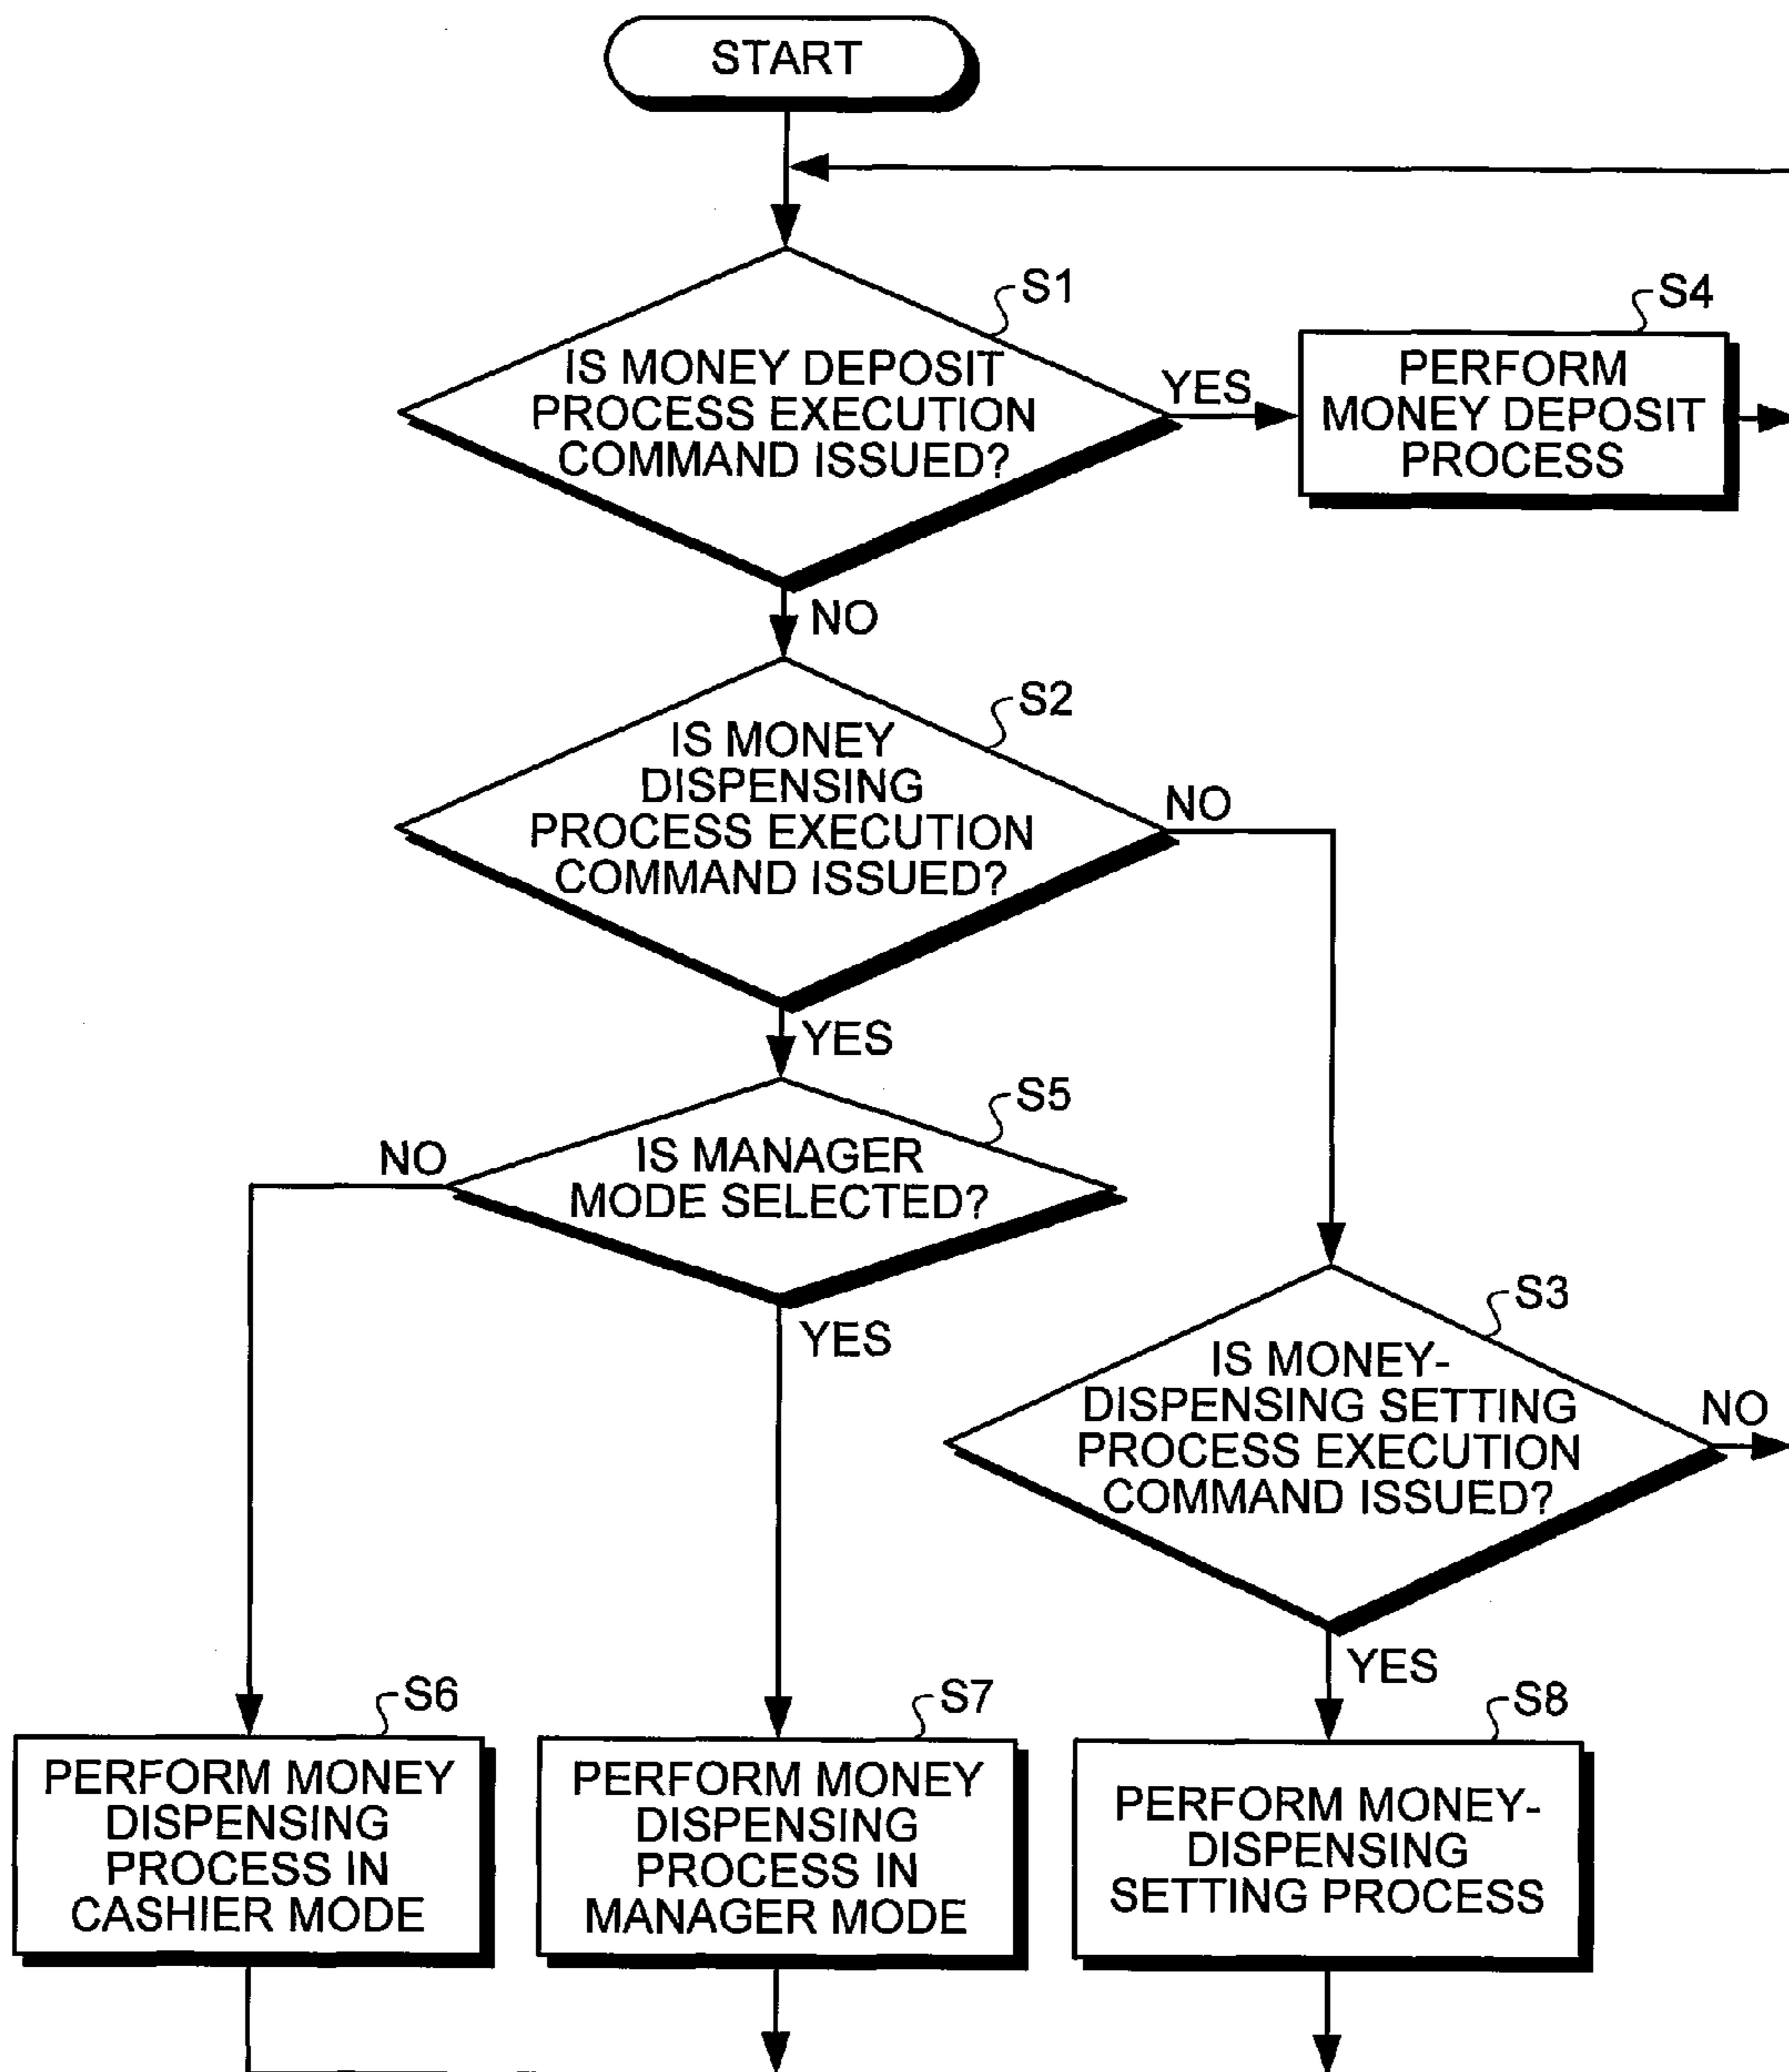 START
S1
IS MONEY DEPOSIT
PROCESS EXECUTION
COMMAND ISSUED?
YES
S4
PERFORM
MONEY DEPOSIT
PROCESS
NO
S2
IS MONEY
DISPENSING
PROCESS EXECUTION
COMMAND ISSUED?
NO
YES
S5
IS MANAGER
MODE SELECTED?
NO
YES
S3
IS MONEY-
DISPENSING SETTING
PROCESS EXECUTION
COMMAND ISSUED?
NO
YES
S6
PERFORM MONEY
DISPENSING
PROCESS IN
CASHIER MODE
S7
PERFORM MONEY
DISPENSING
PROCESS IN
MANAGER MODE
S8
PERFORM MONEY-
DISPENSING
SETTING PROCESS